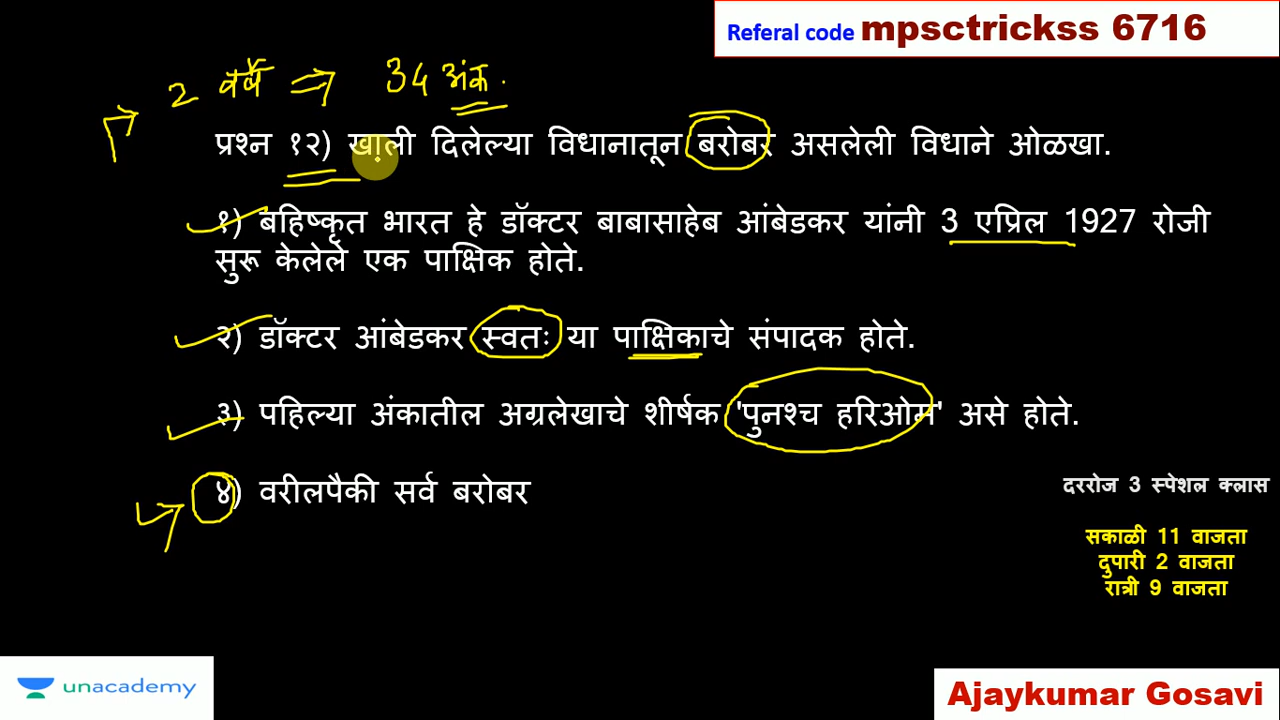 Referal code mpsctrickss 6716
2 वर्षे ⇒ 34 अंक.
प्रश्न १२) खाली दिलेल्या विधानातून बरोबर असलेली विधाने ओळखा.
१) बहिष्कृत भारत हे डॉक्टर बाबासाहेब आंबेडकर यांनी 3 एप्रिल 1927 रोजी
सुरू केलेले एक पाक्षिक होते.
२) डॉक्टर आंबेडकर स्वतः या पाक्षिकाचे संपादक होते.
३) पहिल्या अंकातील अग्रलेखाचे शीर्षक 'पुनश्च हरिओम' असे होते.
४) वरीलपैकी सर्व बरोबर
दररोज 3 स्पेशल क्लास
सकाळी 11 वाजता
दुपारी 2 वाजता
रात्री 9 वाजता
unacademy
Ajaykumar Gosavi